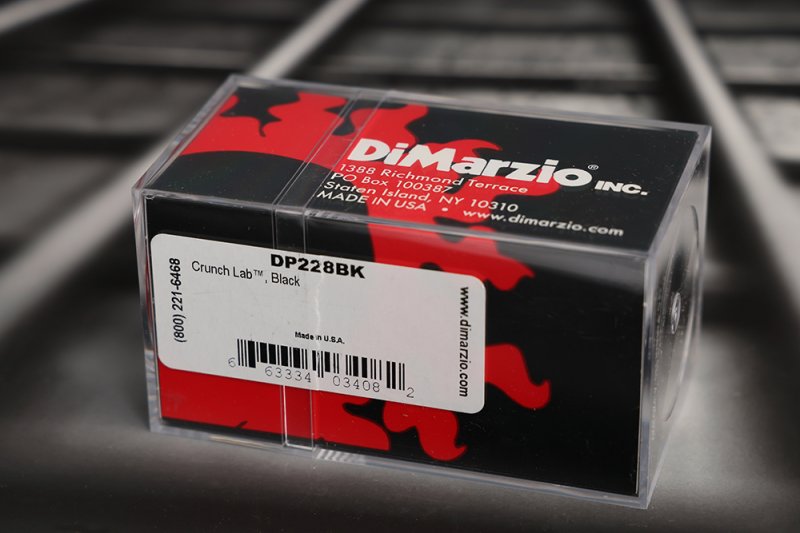 DiMarzio® INC.
1388 Richmond Terrace
PO Box 100387
Staten Island, NY 10310
MADE IN USA • www.dimarzio.com
DP228BK
Crunch Lab™, Black
(800) 221-6468
www.dimarzio.com
Made in U.S.A.
6 63334 03408 2